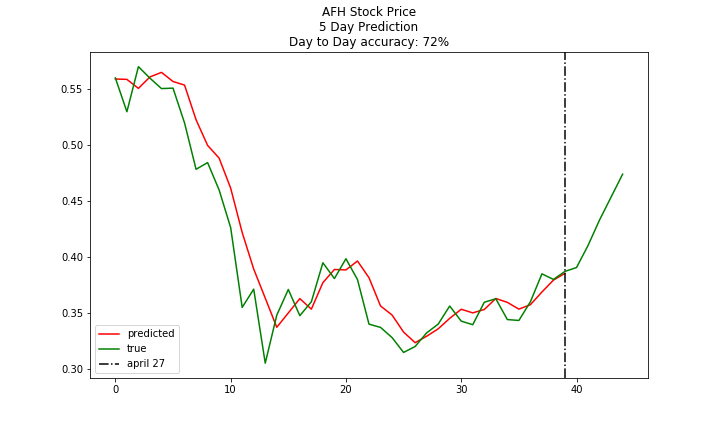 AFH Stock Price
5 Day Prediction
Day to Day accuracy: 72%
0.55
0.50
0.45
0.40
0.35
0.30
predicted
true
april 27
0 10 20 30 40